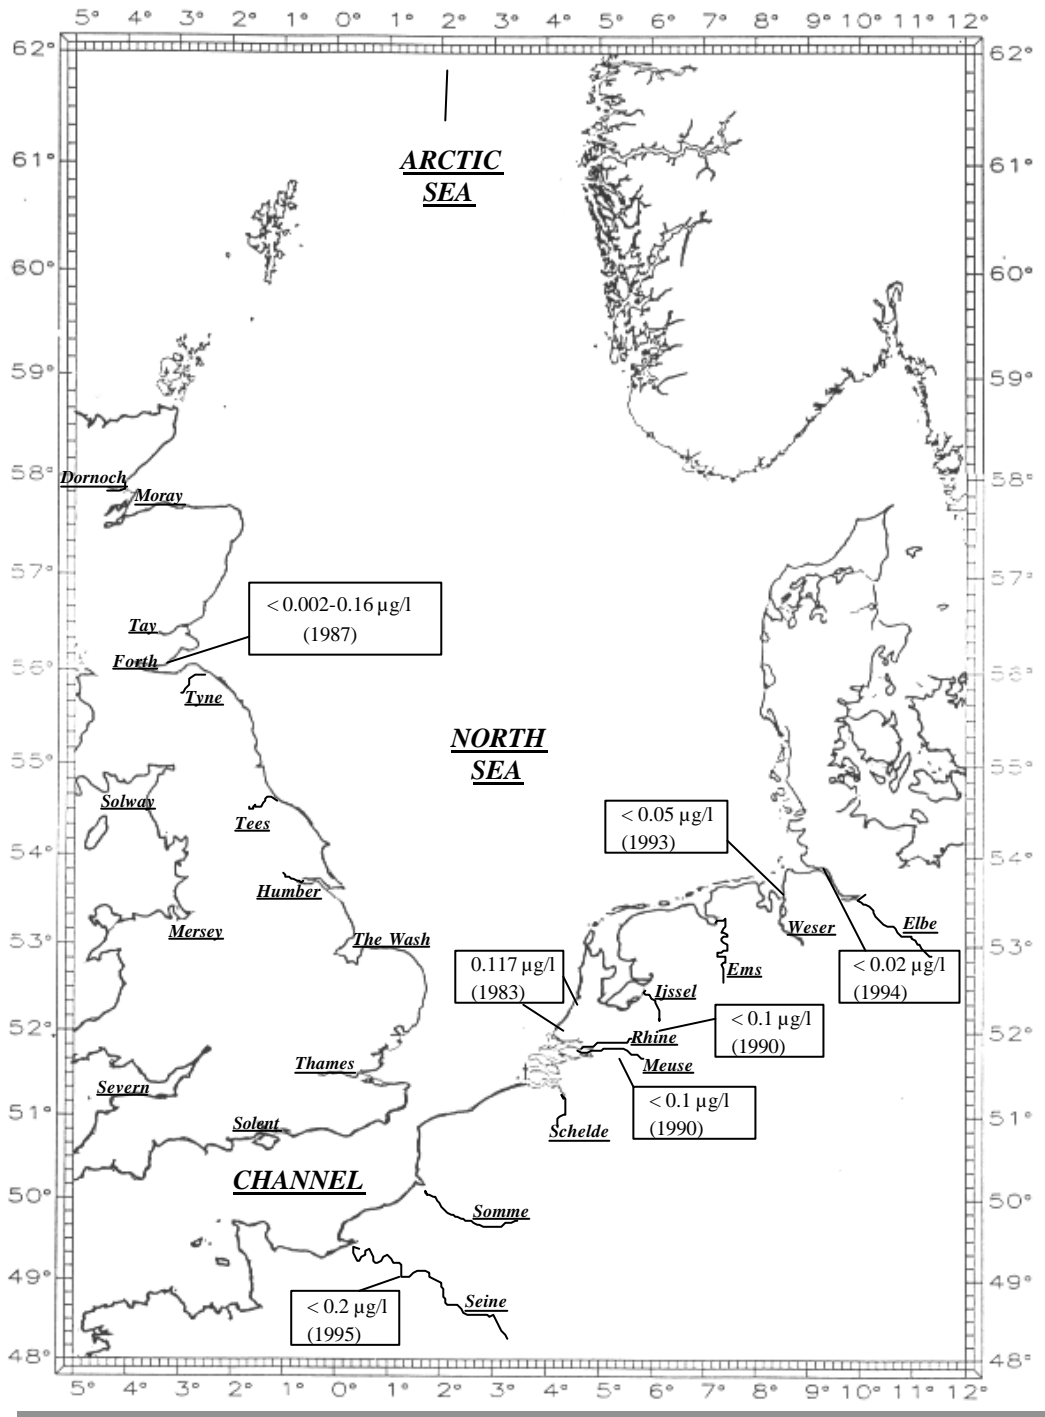 5° 4° 3° 2° 1° 0° 1° 2° 3° 4° 5° 6° 7° 8° 9° 10° 11° 12°
62° 62°
ARCTIC
SEA
61° 61°
60° 60°
59° 59°
58° 58°
Dornoch
Moray
57° 57°
< 0.002-0.16 µg/l
(1987)
Tay
Forth
56° 56°
Tyne
NORTH
SEA
55° 55°
Solway
Tees
< 0.05 µg/l
(1993)
54° 54°
Humber
Mersey
The Wash
Weser
Elbe
53° 53°
0.117 µg/l
(1983)
Ems
< 0.02 µg/l
(1994)
Ijssel
52° 52°
< 0.1 µg/l
(1990)
Rhine
Meuse
Thames
Severn
< 0.1 µg/l
(1990)
51° 51°
Solent
Schelde
CHANNEL
50° 50°
Somme
49° 49°
< 0.2 µg/l
(1995)
Seine
48° 48°
5° 4° 3° 2° 1° 0° 1° 2° 3° 4° 5° 6° 7° 8° 9° 10° 11° 12°